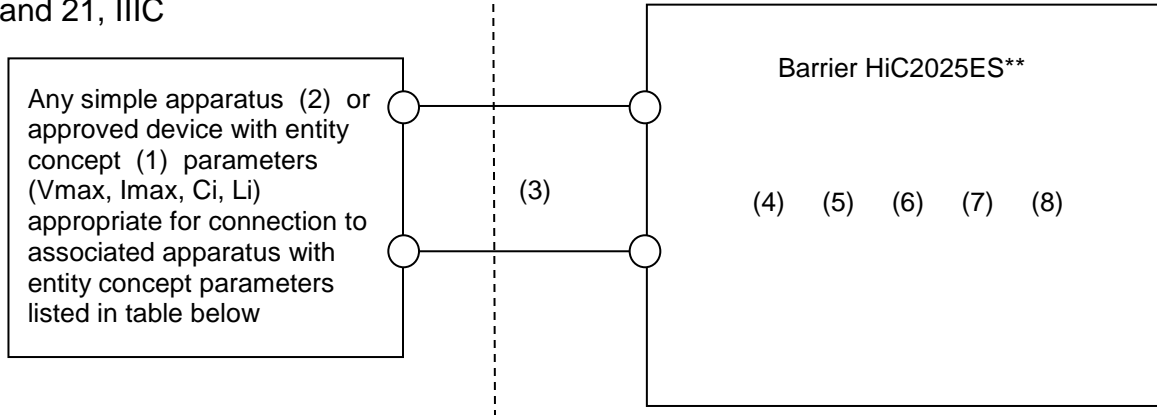 and 21, IIIC
Barrier HiC2025ES**
Any simple apparatus (2) or
approved device with entity
concept (1) parameters
(Vmax, Imax, Ci, Li)
appropriate for connection to
associated apparatus with
entity concept parameters
listed in table below
(3)
(4) (5) (6) (7) (8)